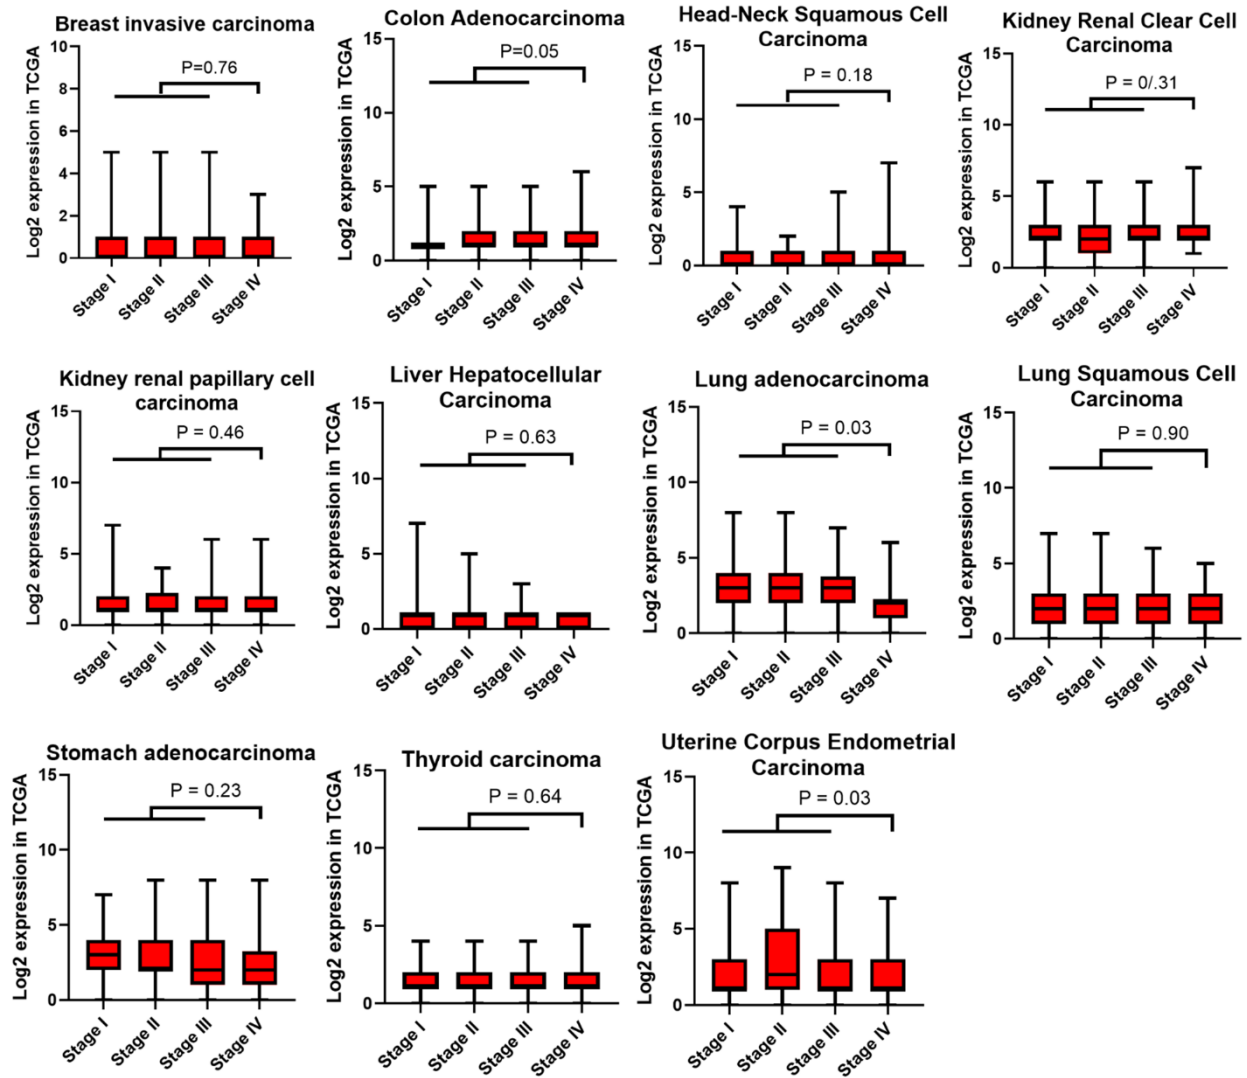 Breast invasive carcinoma
Log2 expression in TCGA
10
8
6
4
2
0
P=0.76
Stage I
Stage II
Stage III
Stage IV
Colon Adenocarcinoma
Log2 expression in TCGA
15
10
5
0
P=0.05
Stage I
Stage II
Stage III
Stage IV
Head-Neck Squamous Cell
Carcinoma
Log2 expression in TCGA
15
10
5
0
P = 0.18
Stage I
Stage II
Stage III
Stage IV
Kidney Renal Clear Cell
Carcinoma
Log2 expression in TCGA
15
10
5
0
P = 0/.31
Stage I
Stage II
Stage III
Stage IV
Kidney renal papillary cell
carcinoma
Log2 expression in TCGA
15
10
5
0
P = 0.46
Stage I
Stage II
Stage III
Stage IV
Liver Hepatocellular
Carcinoma
Log2 expression in TCGA
15
10
5
0
P = 0.63
Stage I
Stage II
Stage III
Stage IV
Lung adenocarcinoma
Log2 expression in TCGA
15
10
5
0
P = 0.03
Stage I
Stage II
Stage III
Stage IV
Lung Squamous Cell
Carcinoma
Log2 expression in TCGA
15
10
5
0
P = 0.90
Stage I
Stage II
Stage III
Stage IV
Stomach adenocarcinoma
Log2 expression in TCGA
15
10
5
0
P = 0.23
Stage I
Stage II
Stage III
Stage IV
Thyroid carcinoma
Log2 expression in TCGA
15
10
5
0
P = 0.64
Stage I
Stage II
Stage III
Stage IV
Uterine Corpus Endometrial
Carcinoma
Log2 expression in TCGA
15
10
5
0
P = 0.03
Stage I
Stage II
Stage III
Stage IV